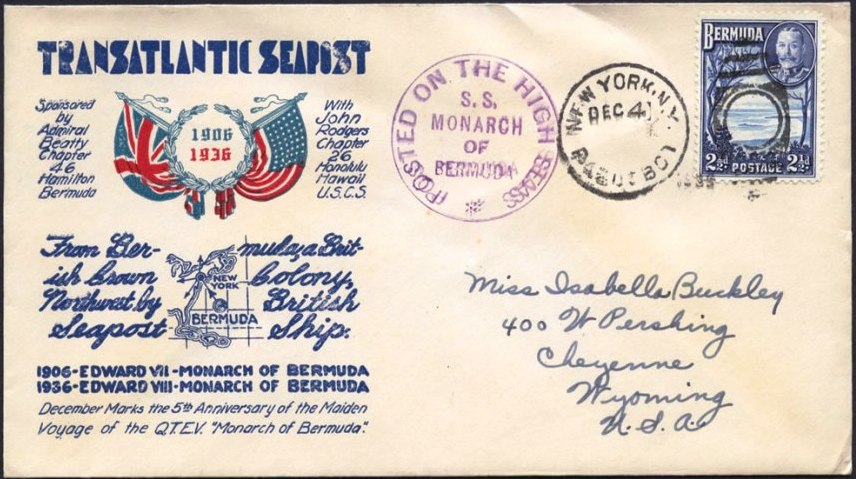 TRANSATLANTIC SEAPOST
Sponsored
by
Admiral
Beatty
Chapter
46
Hamilton
Bermuda
1906
1936
With
John
Rodgers
Chapter
26
Honolulu
Hawaii
U.S.C.S.
From Ber- muda, a Brit-
ish Crown Colony,
Northwest by British
Seapost Ship.
NEW
YORK
BERMUDA
1906-EDWARD VII-MONARCH OF BERMUDA
1936-EDWARD VIII-MONARCH OF BERMUDA
December Marks the 5th Anniversary of the Maiden
Voyage of the Q.T.E.V. "Monarch of Bermuda".
POSTED ON THE HIGH SEAS
S.S.
MONARCH
OF
BERMUDA
NEW YORK, N.Y.
DEC 4
BERMUDA
2½d POSTAGE 2½d
Miss Isabella Buckley
400 W Pershing
Cheyenne
Wyoming
U.S.A.